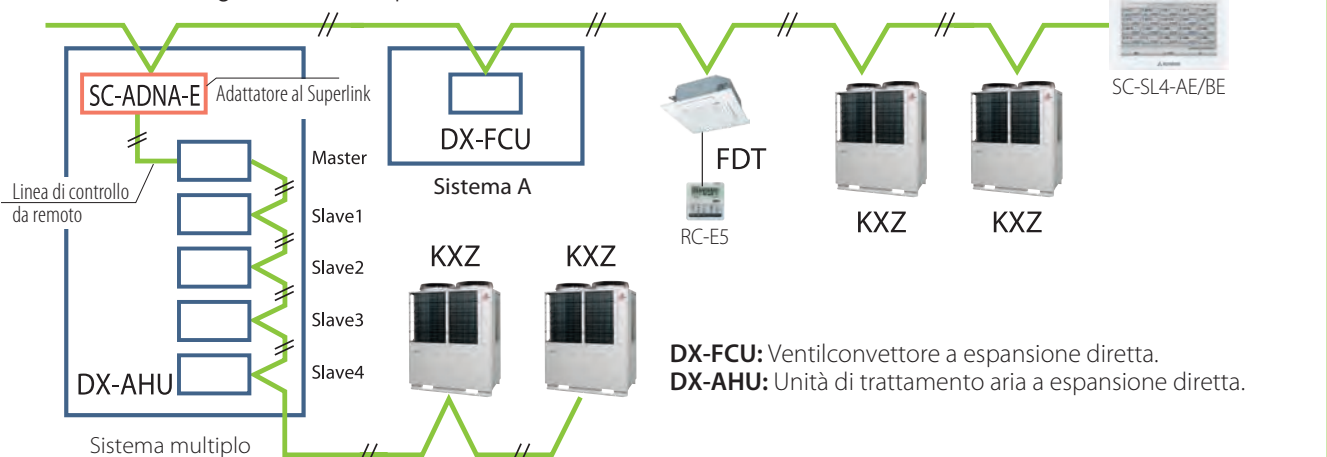 SC-ADNA-E
Adattatore al Superlink
Linea di controllo
da remoto
Master
Slave1
Slave2
Slave3
Slave4
DX-AHU
Sistema multiplo
DX-FCU
Sistema A
FDT
RC-E5
KXZ
KXZ
SC-SL4-AE/BE
KXZ
KXZ
DX-FCU: Ventilconvettore a espansione diretta.
DX-AHU: Unità di trattamento aria a espansione diretta.